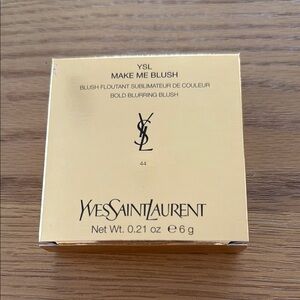 YSL
MAKE ME BLUSH
BLUSH FLOUTANT SUBLIMATEUR DE COULEUR
BOLD BLURRING BLUSH
YSL
44
YVESSAINTLAURENT
Net Wt. 0.21 oz ℮ 6 g